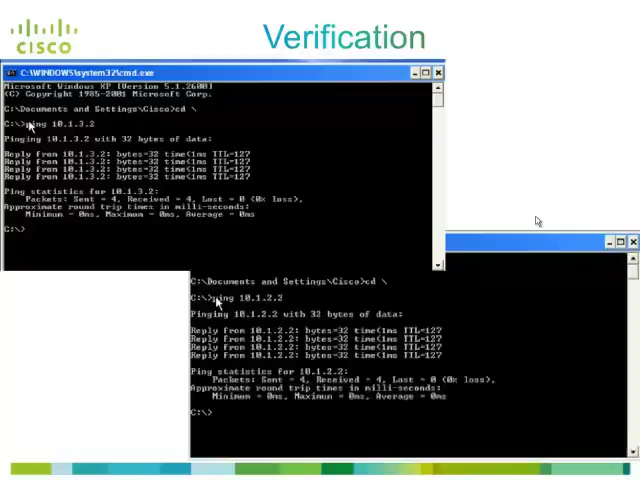 CISCO
Verification
C:\WINDOWS\system32\cmd.exe
Microsoft Windows XP [Version 5.1.2600]
(C) Copyright 1985-2001 Microsoft Corp.
C:\Documents and Settings\Cisco>cd \
C:\>ping 10.1.3.2
Pinging 10.1.3.2 with 32 bytes of data:
Reply from 10.1.3.2: bytes=32 time<1ms TTL=127
Reply from 10.1.3.2: bytes=32 time<1ms TTL=127
Reply from 10.1.3.2: bytes=32 time<1ms TTL=127
Reply from 10.1.3.2: bytes=32 time<1ms TTL=127
Ping statistics for 10.1.3.2:
Packets: Sent = 4, Received = 4, Lost = 0 (0% loss),
Approximate round trip times in milli-seconds:
Minimum = 0ms, Maximum = 0ms, Average = 0ms
C:\>
C:\Documents and Settings\Cisco>cd \
C:\>ping 10.1.2.2
Pinging 10.1.2.2 with 32 bytes of data:
Reply from 10.1.2.2: bytes=32 time<1ms TTL=127
Reply from 10.1.2.2: bytes=32 time<1ms TTL=127
Reply from 10.1.2.2: bytes=32 time<1ms TTL=127
Reply from 10.1.2.2: bytes=32 time<1ms TTL=127
Ping statistics for 10.1.2.2:
Packets: Sent = 4, Received = 4, Lost = 0 (0% loss),
Approximate round trip times in milli-seconds:
Minimum = 0ms, Maximum = 0ms, Average = 0ms
C:\>